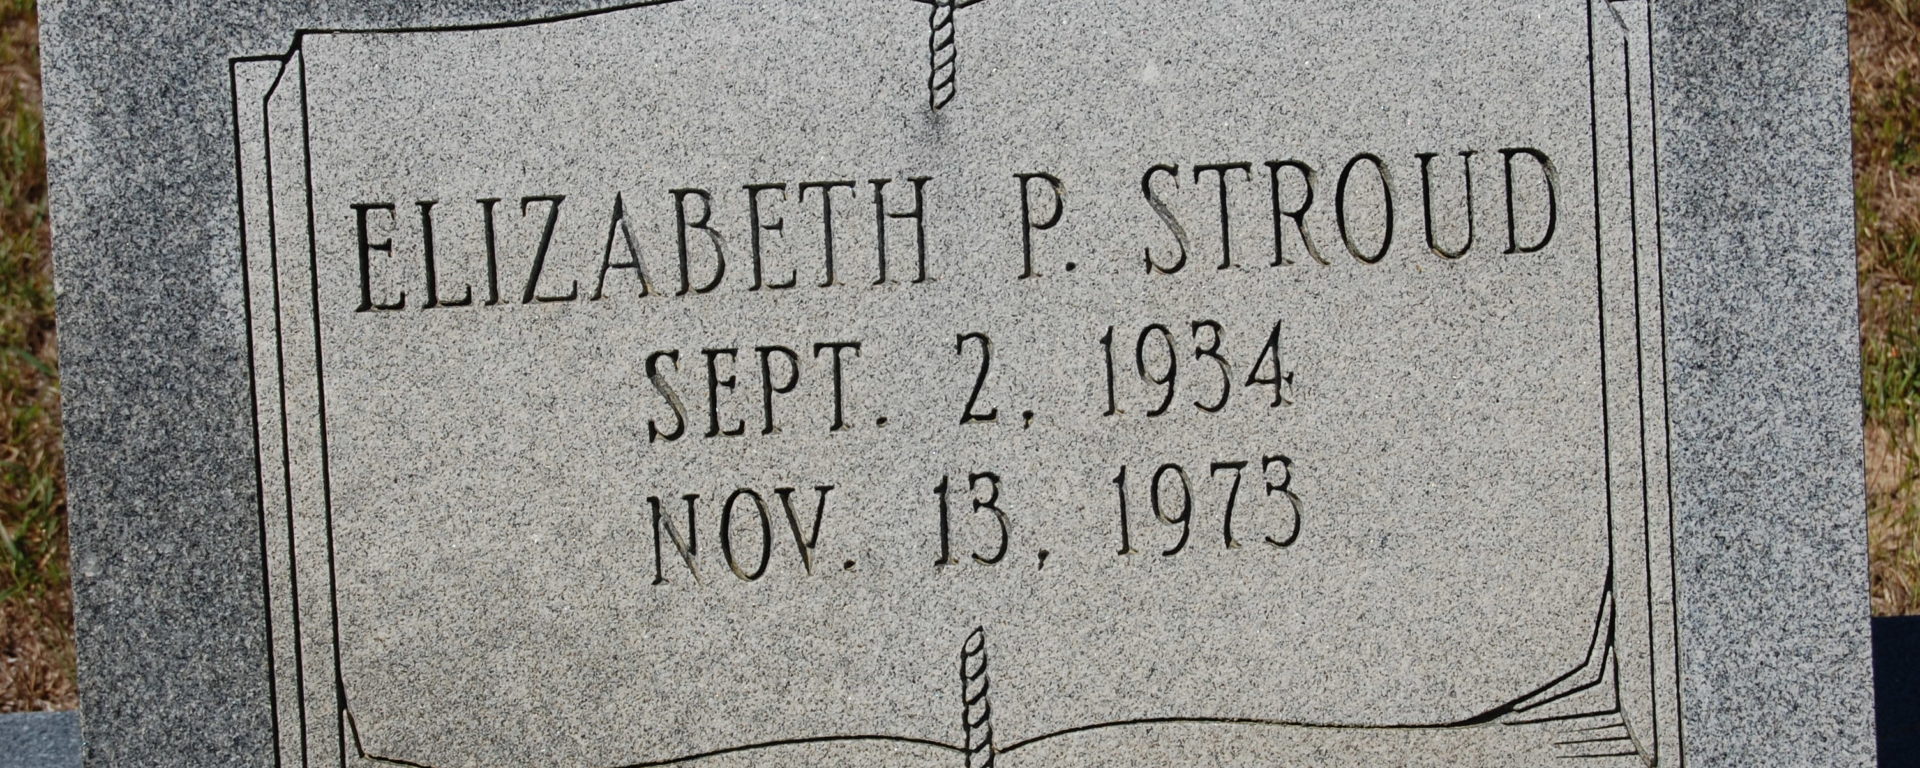 ELIZABETH P. STROUD
SEPT. 2, 1934
NOV. 13, 1973